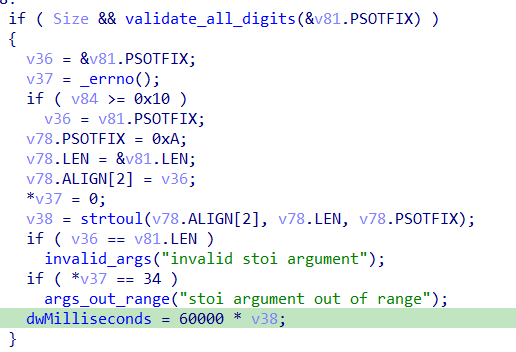 if ( Size && validate_all_digits(&v81.PSOTFIX) )
{
  v36 = &v81.PSOTFIX;
  v37 = _errno();
  if ( v84 >= 0x10 )
    v36 = v81.PSOTFIX;
  v78.PSOTFIX = 0xA;
  v78.LEN = &v81.LEN;
  v78.ALIGN[2] = v36;
  *v37 = 0;
  v38 = strtoul(v78.ALIGN[2], v78.LEN, v78.PSOTFIX);
  if ( v36 == v81.LEN )
    invalid_args("invalid stoi argument");
  if ( *v37 == 34 )
    args_out_range("stoi argument out of range");
  dwMilliseconds = 60000 * v38;
}